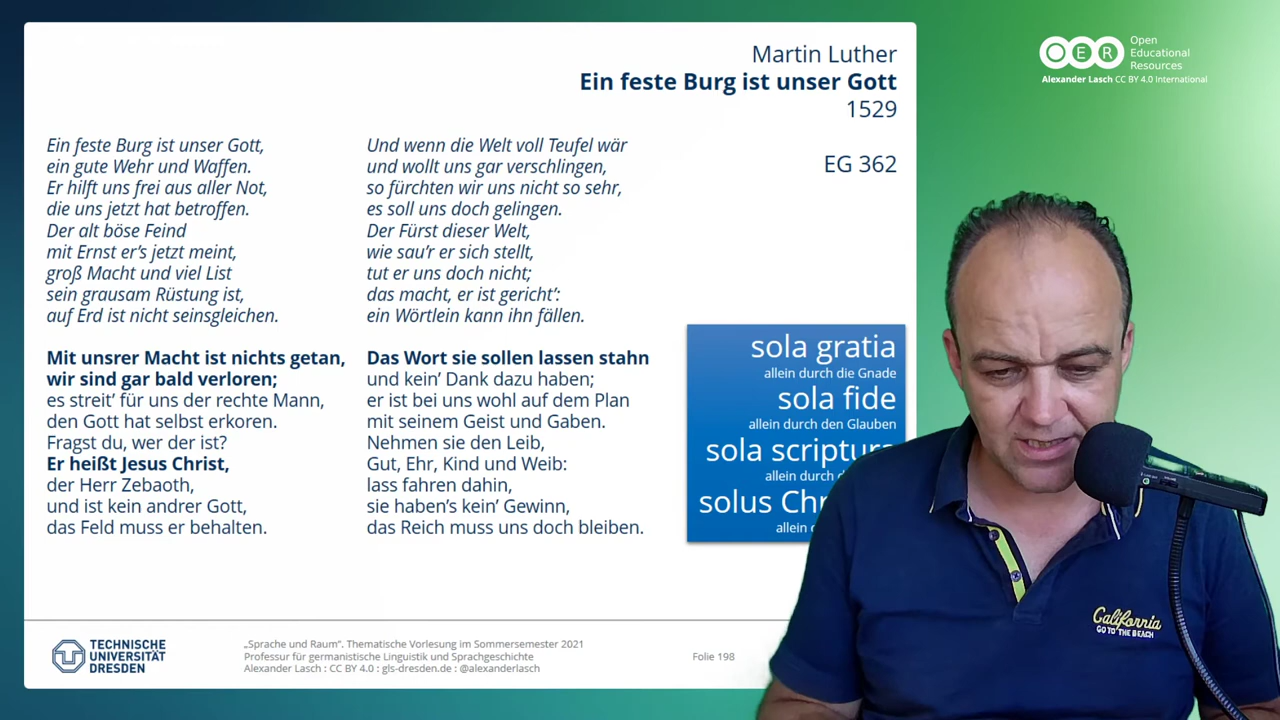 Martin Luther
Ein feste Burg ist unser Gott
1529
EG 362
Ein feste Burg ist unser Gott,
ein gute Wehr und Waffen.
Er hilft uns frei aus aller Not,
die uns jetzt hat betroffen.
Der alt böse Feind
mit Ernst er’s jetzt meint,
groß Macht und viel List
sein grausam Rüstung ist,
auf Erd ist nicht seinsgleichen.
Mit unsrer Macht ist nichts getan,
wir sind gar bald verloren;
es streit’ für uns der rechte Mann,
den Gott hat selbst erkoren.
Fragst du, wer der ist?
Er heißt Jesus Christ,
der Herr Zebaoth,
und ist kein andrer Gott,
das Feld muss er behalten.
Und wenn die Welt voll Teufel wär
und wollt uns gar verschlingen,
so fürchten wir uns nicht so sehr,
es soll uns doch gelingen.
Der Fürst dieser Welt,
wie sau’r er sich stellt,
tut er uns doch nicht;
das macht, er ist gericht’:
ein Wörtlein kann ihn fällen.
Das Wort sie sollen lassen stahn
und kein’ Dank dazu haben;
er ist bei uns wohl auf dem Plan
mit seinem Geist und Gaben.
Nehmen sie den Leib,
Gut, Ehr, Kind und Weib:
lass fahren dahin,
sie haben’s kein’ Gewinn,
das Reich muss uns doch bleiben.
sola gratia
allein durch die Gnade
sola fide
allein durch den Glauben
sola
allein durch
solus
allein
TECHNISCHE
UNIVERSITÄT
DRESDEN
„Sprache und Raum“. Thematische Vorlesung im Sommersemester 2021
Professur für germanistische Linguistik und Sprachgeschichte
Alexander Lasch : CC BY 4.0 : gls-dresden.de : @alexanderlasch
Folie 198
OER Open
Educational
Resources
Alexander Lasch CC BY 4.0 International
California
GO TO THE BEACH